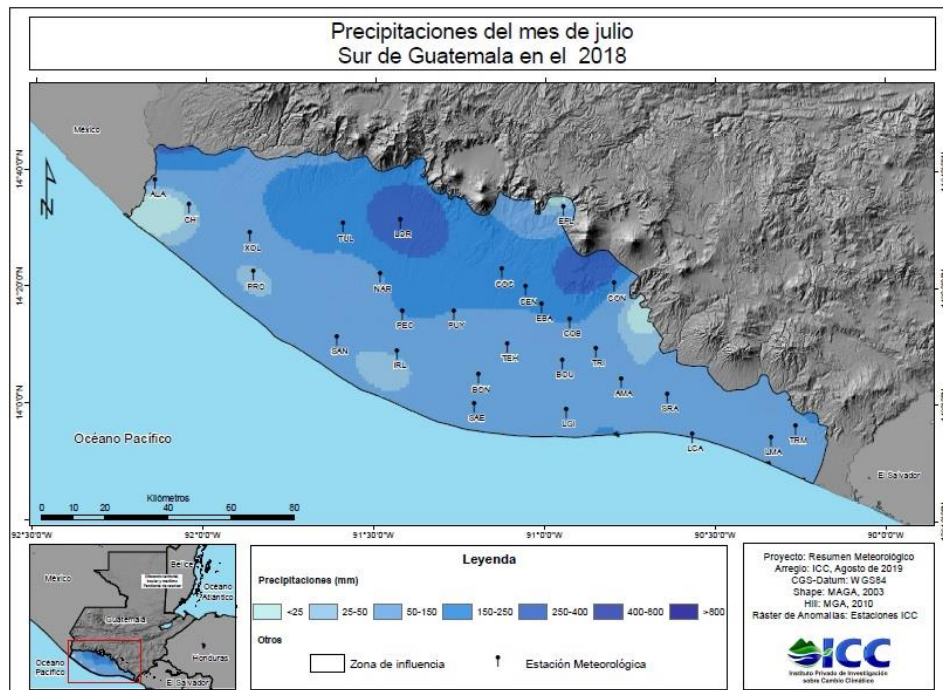 Precipitaciones del mes de julio
Sur de Guatemala en el 2018
México
14°40'0"N
ALA
CHI
EPL
XOL
TUL
LDR
14°20'0"N
PRO
NAR
COC
CEN
CON
PEC
PUY
EBA
COB
SAN
IRL
TEH
BOU
TRI
BON
AMA
14°0'0"N
SAE
LGI
SRA
LCA
LMA
TRM
Océano Pacífico
El Salvador
Kilómetros
0 10 20 40 60 80
92°30'0"W 92°0'0"W 91°30'0"W 91°0'0"W 90°30'0"W 90°0'0"W
México
Belice
Océano
Atlántico
Guatemala
Honduras
Océano
Pacífico
El Salvador
Leyenda
Precipitaciones (mm)
<25 25-50 50-150 150-250 250-400 400-600 >600
Otros
Zona de influencia
Estación Meteorológica
Proyecto: Resumen Meteorológico
Arreglo: ICC, Agosto de 2019
CGS-Datum: WGS84
Shape: MAGA, 2003
Hill: MGA, 2010
Ráster de Anomalías: Estaciones ICC
ICC
Instituto Privado de Investigación
sobre Cambio Climático